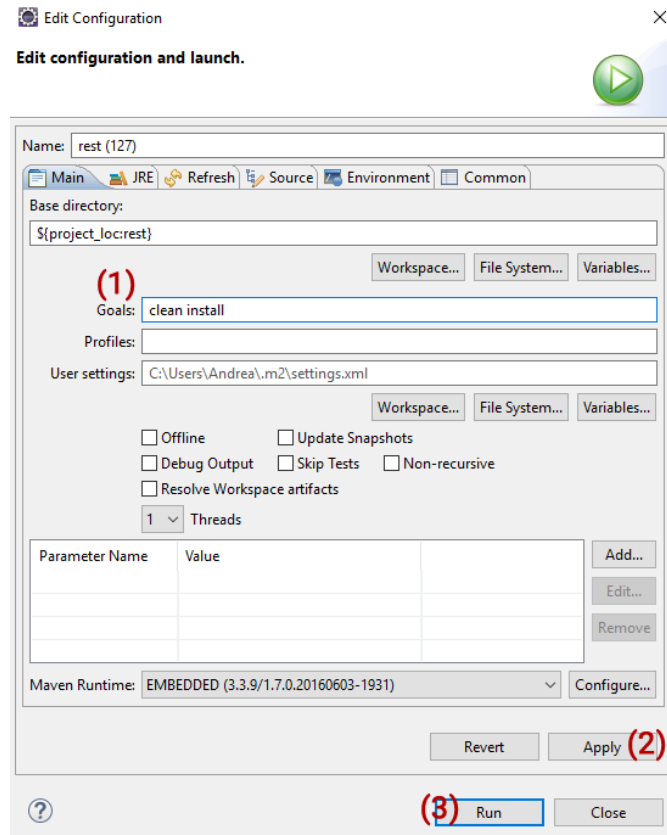 Edit Configuration
Edit configuration and launch.
Name: rest (127)
Main JRE Refresh Source Environment Common
Base directory:
${project_loc:rest}
Workspace... File System... Variables...
(1)
Goals: clean install
Profiles:
User settings: C:\Users\Andrea\.m2\settings.xml
Workspace... File System... Variables...
Offline Update Snapshots
Debug Output Skip Tests Non-recursive
Resolve Workspace artifacts
1 Threads
Parameter Name Value Add...
Edit...
Remove
Maven Runtime: EMBEDDED (3.3.9/1.7.0.20160603-1931) Configure...
Revert Apply (2)
? (3) Run Close